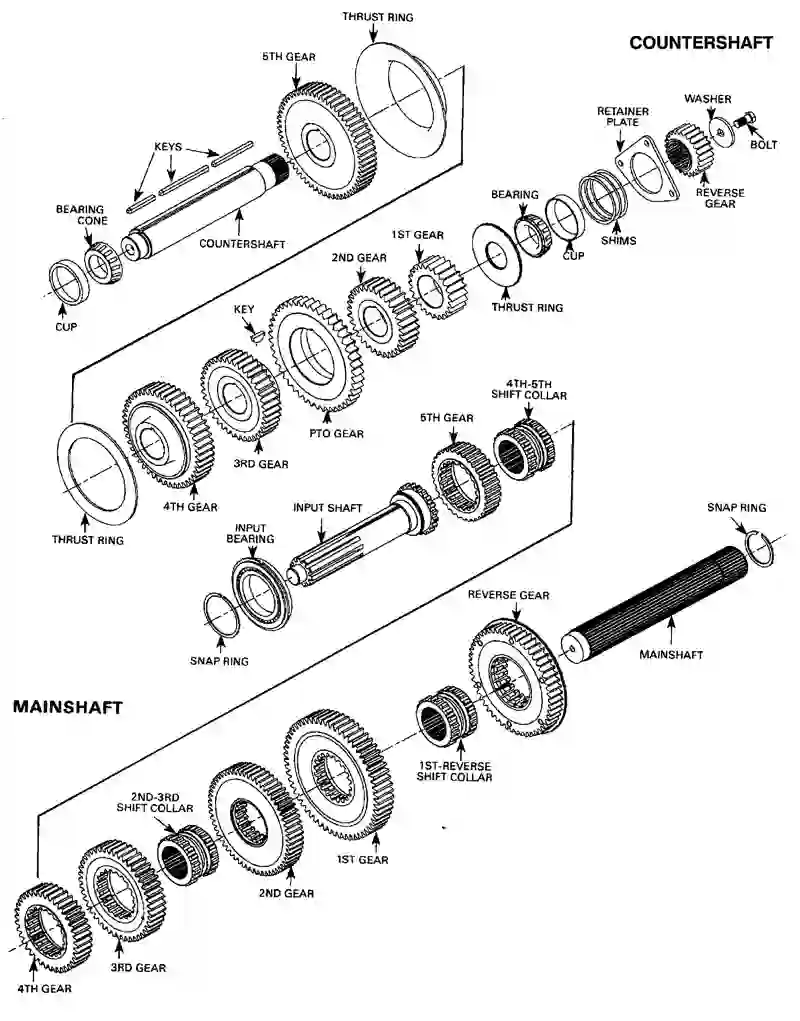 THRUST RING
COUNTERSHAFT
5TH GEAR
WASHER
RETAINER
PLATE
BOLT
KEYS
REVERSE
GEAR
BEARING
BEARING
CONE
COUNTERSHAFT
1ST GEAR
SHIMS
CUP
2ND GEAR
THRUST RING
KEY
CUP
4TH-5TH
SHIFT COLLAR
5TH GEAR
PTO GEAR
3RD GEAR
4TH GEAR
INPUT SHAFT
SNAP RING
INPUT
BEARING
THRUST RING
REVERSE GEAR
MAINSHAFT
SNAP RING
MAINSHAFT
1ST-REVERSE
SHIFT COLLAR
2ND-3RD
SHIFT COLLAR
1ST GEAR
2ND GEAR
3RD GEAR
4TH GEAR